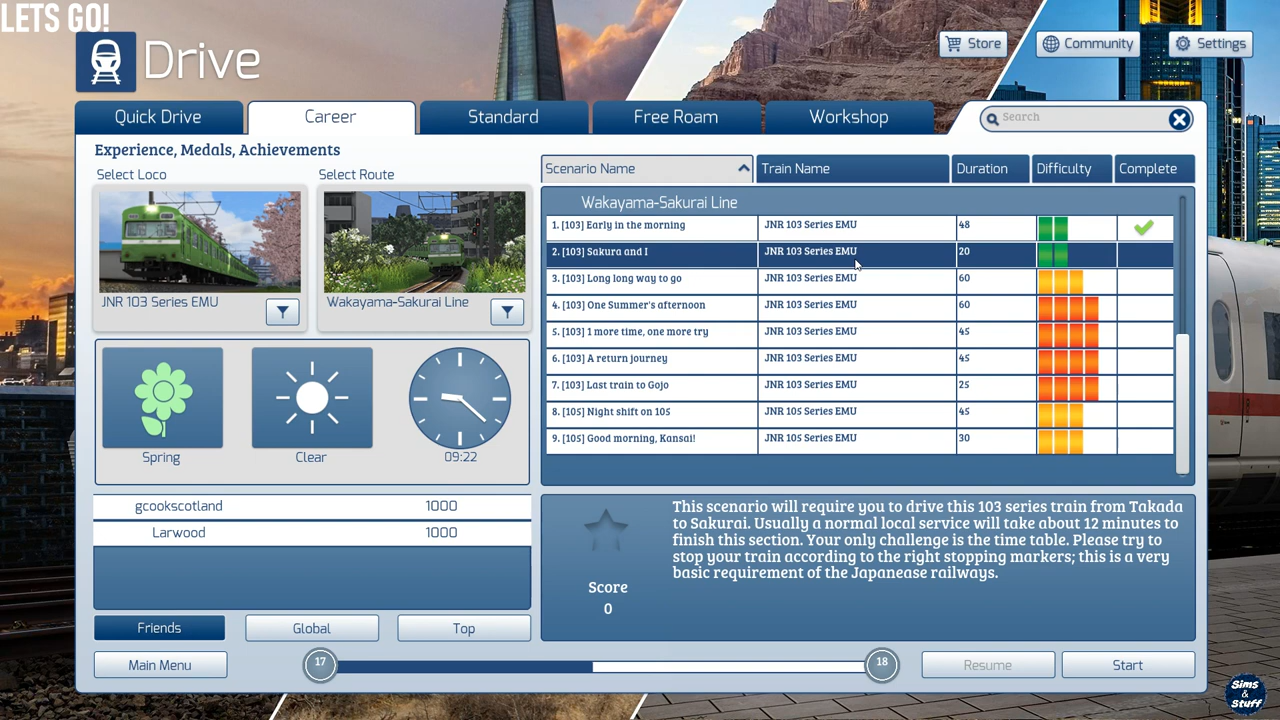 LETS GO!
Drive
Store
Community
Settings
Quick Drive
Career
Standard
Free Roam
Workshop
Search
Experience, Medals, Achievements
Select Loco
Select Route
JNR 103 Series EMU
Wakayama-Sakurai Line
Spring
Clear
09:22
gcookscotland 1000
Larwood 1000
Friends
Global
Top
Main Menu
17
18
Scenario Name Train Name Duration Difficulty Complete
Wakayama-Sakurai Line
1. [103] Early in the morning JNR 103 Series EMU 48
2. [103] Sakura and I JNR 103 Series EMU 20
3. [103] Long long way to go JNR 103 Series EMU 60
4. [103] One Summer's afternoon JNR 103 Series EMU 60
5. [103] 1 more time, one more try JNR 103 Series EMU 45
6. [103] A return journey JNR 103 Series EMU 45
7. [103] Last train to Gojo JNR 103 Series EMU 25
8. [105] Night shift on 105 JNR 105 Series EMU 45
9. [105] Good morning, Kansai! JNR 105 Series EMU 30
Score
0
This scenario will require you to drive this 103 series train from Takada
to Sakurai. Usually a normal local service will take about 12 minutes to
finish this section. Your only challenge is the time table. Please try to
stop your train according to the right stopping markers; this is a very
basic requirement of the Japanease railways.
Resume
Start
Sims
&
Stuff